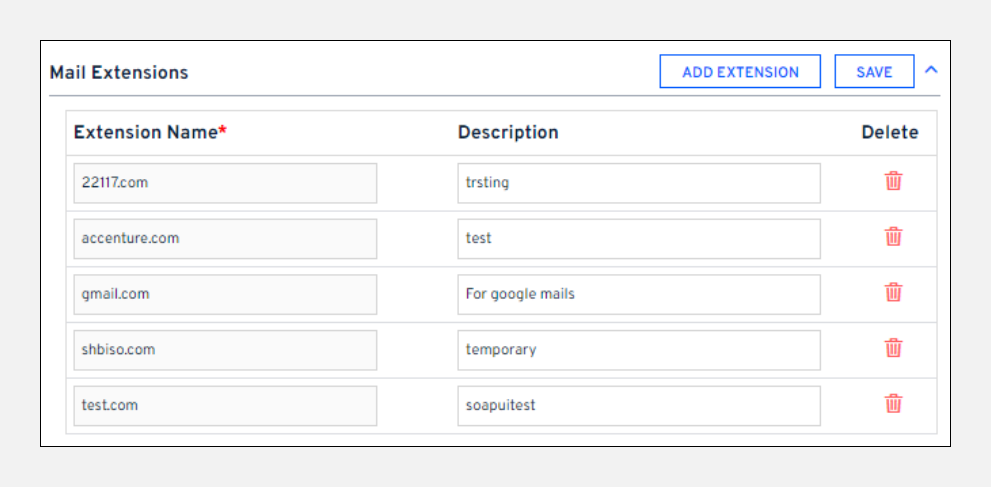 Mail Extensions ADD EXTENSION SAVE
Extension Name* Description Delete
22117.com trsting
accenture.com test
gmail.com For google mails
shbiso.com temporary
test.com soapuitest